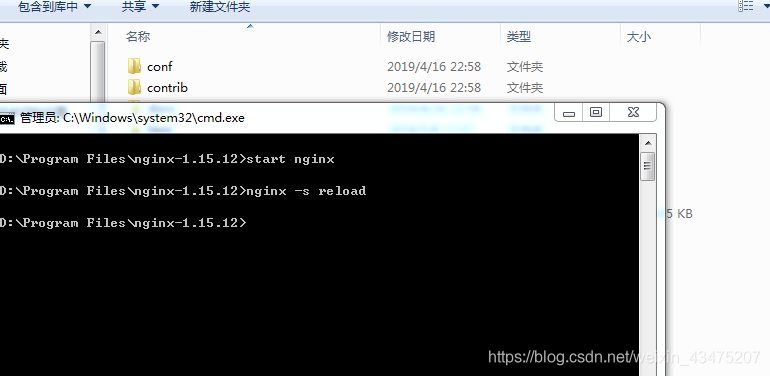 包含到库中 共享 新建文件夹
名称 修改日期 类型 大小
夹
conf 2019/4/16 22:58 文件夹
载
contrib 2019/4/16 22:58 文件夹
面
管理员: C:\Windows\system32\cmd.exe
D:\Program Files\nginx-1.15.12>start nginx
D:\Program Files\nginx-1.15.12>nginx -s reload
5 KB
D:\Program Files\nginx-1.15.12>
https://blog.csdn.net/weixin_43475207